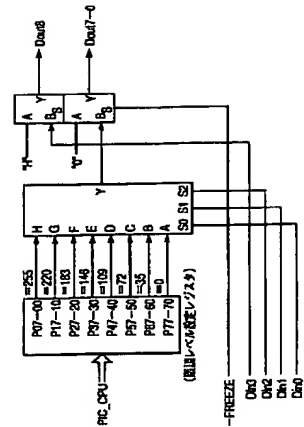 PIC_CPU
P07-00 =255 H
P17-10 =220 G
P27-20 =183 F
P37-30 =146 E
P47-40 =109 D
P57-50 =72 C
P67-60 =35 B
P77-70 =0 A
(階調レベル設定レジスタ)
Y
S0 S1 S2
"H" A Y Dout8
B S
"0" A Y Dout7-0
B S
-FREEZE
Din3
Din2
Din1
Din0